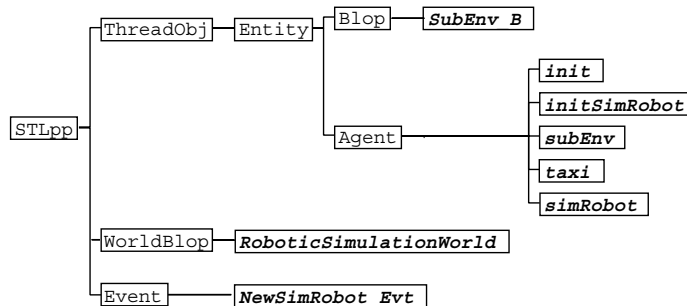 ThreadObj Entity Blop SubEnv_B
init
initSimRobot
STLpp Agent subEnv
taxi
simRobot
WorldBlop RoboticSimulationWorld
Event NewSimRobot_Evt